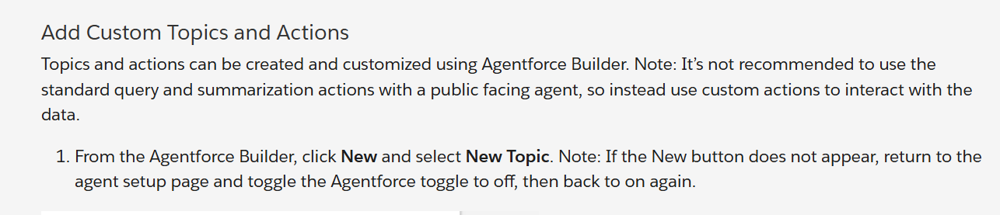 Add Custom Topics and Actions
Topics and actions can be created and customized using Agentforce Builder. Note: It’s not recommended to use the
standard query and summarization actions with a public facing agent, so instead use custom actions to interact with the
data.
1. From the Agentforce Builder, click New and select New Topic. Note: If the New button does not appear, return to the
agent setup page and toggle the Agentforce toggle to off, then back to on again.